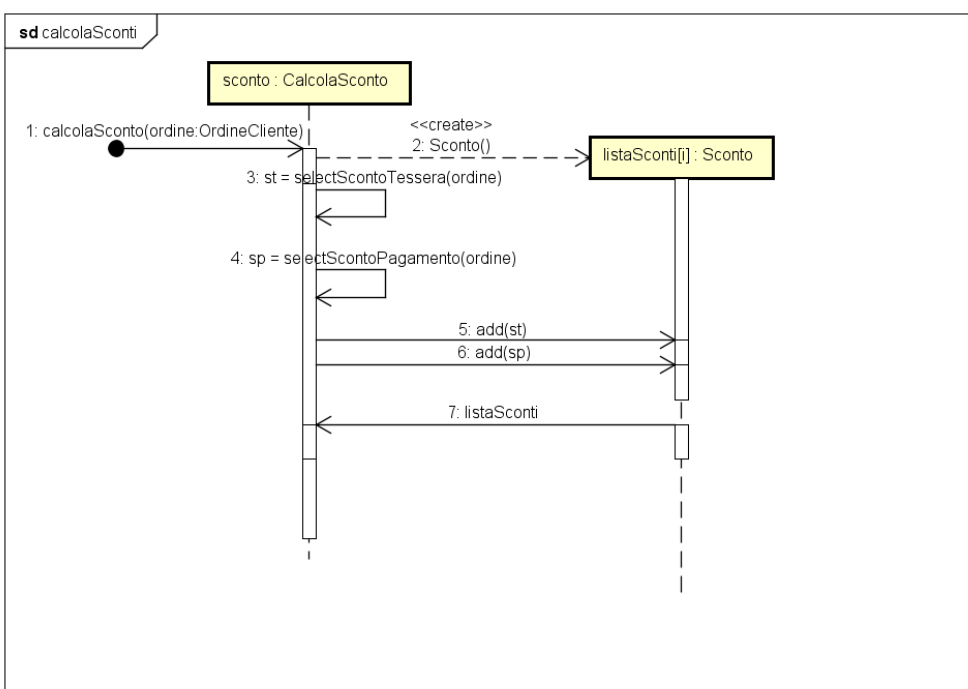 sd calcolaSconti
sconto : CalcolaSconto
1: calcolaSconto(ordine:OrdineCliente)
<<create>>
2: Sconto()
listaSconti[i] : Sconto
3: st = selectScontoTessera(ordine)
4: sp = selectScontoPagamento(ordine)
5: add(st)
6: add(sp)
7: listaSconti